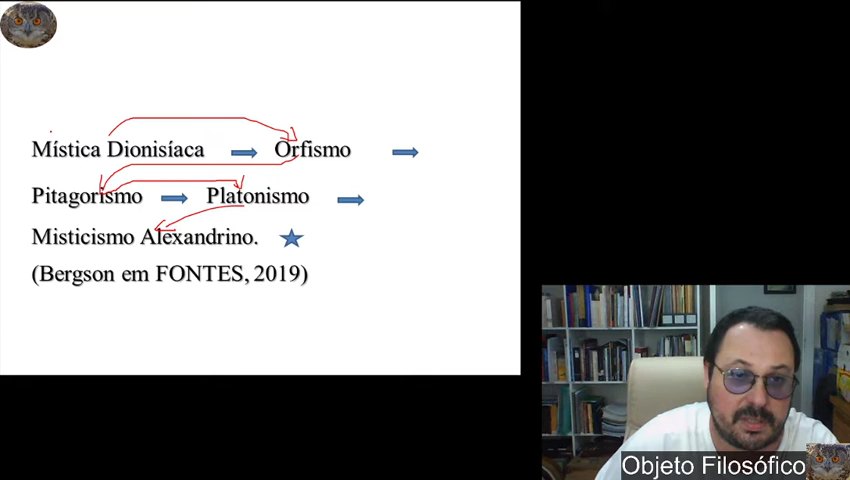 Mística Dionisíaca Orfismo
Pitagorismo Platonismo
Misticismo Alexandrino.
(Bergson em FONTES, 2019)
Objeto Filosófico